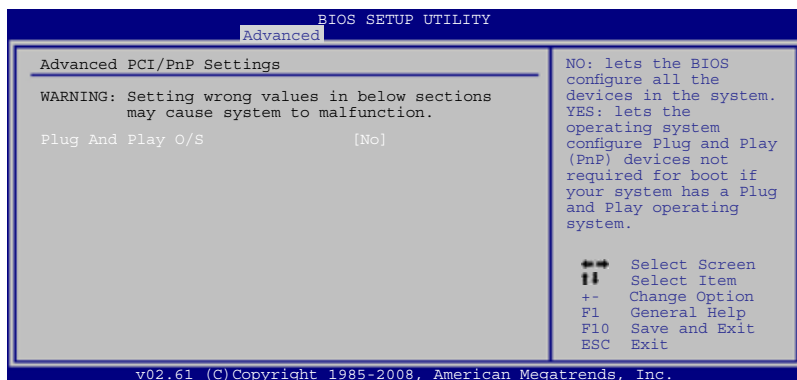 BIOS SETUP UTILITY
Advanced
Advanced PCI/PnP Settings
WARNING: Setting wrong values in below sections
may cause system to malfunction.
Plug And Play O/S [No]
NO: lets the BIOS
configure all the
devices in the system.
YES: lets the
operating system
configure Plug and Play
(PnP) devices not
required for boot if
your system has a Plug
and Play operating
system.
←→ Select Screen
↑↓ Select Item
+- Change Option
F1 General Help
F10 Save and Exit
ESC Exit
v02.61 (C)Copyright 1985-2008, American Megatrends, Inc.